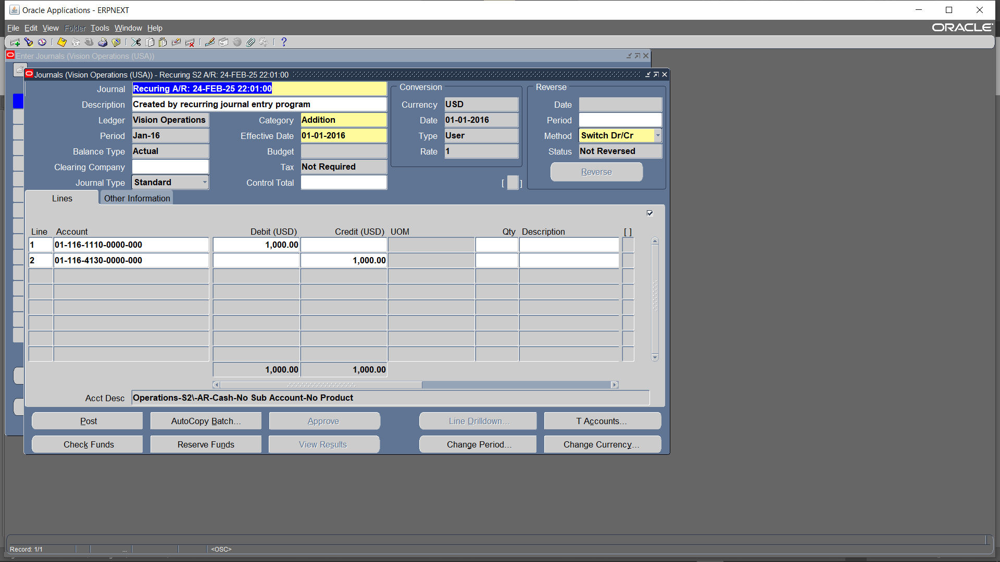 Oracle Applications - ERPNEXT
File Edit View Folder Tools Window Help
ORACLE
Enter Journals (Vision Operations (USA))
Journals (Vision Operations (USA)) - Recuring S2 A/R: 24-FEB-25 22:01:00
Journal Recuring A/R: 24-FEB-25 22:01:00
Description Created by recurring journal entry program
Ledger Vision Operations Category Addition
Period Jan-16 Effective Date 01-01-2016
Balance Type Actual Budget
Clearing Company Tax Not Required
Journal Type Standard Control Total
Conversion
Currency USD
Date 01-01-2016
Type User
Rate 1
[ ]
Reverse
Date
Period
Method Switch Dr/Cr
Status Not Reversed
Reverse
Lines Other Information
Line Account Debit (USD) Credit (USD) UOM Qty Description [ ]
1 01-116-1110-0000-000 1,000.00
2 01-116-4130-0000-000 1,000.00
1,000.00 1,000.00
Acct Desc Operations-S2\-AR-Cash-No Sub Account-No Product
Post AutoCopy Batch... Approve Line Drilldown... T Accounts...
Check Funds Reserve Funds View Results Change Period... Change Currency...
Record: 1/1 ... <OSC>